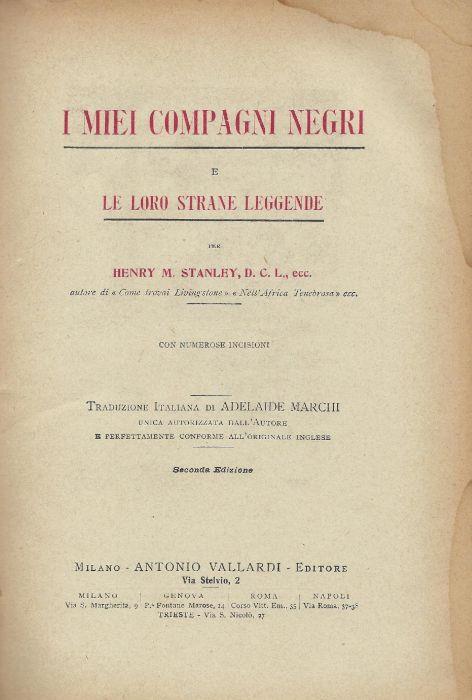 I MIEI COMPAGNI NEGRI
E
LE LORO STRANE LEGGENDE
PER
HENRY M. STANLEY, D. C. L., ecc.
autore di « Come trovai Livingstone », « Nell'Africa Tenebrosa » ecc.
CON NUMEROSE INCISIONI
TRADUZIONE ITALIANA DI ADELAIDE MARCHI
UNICA AUTORIZZATA DALL'AUTORE
E PERFETTAMENTE CONFORME ALL'ORIGINALE INGLESE
Seconda Edizione
MILANO - ANTONIO VALLARDI - EDITORE
Via Stelvio, 2
MILANO | GENOVA | ROMA | NAPOLI
Via S. Margherita, 9 | P.a Fontane Marose, 14 | Corso Vitt. Em., 35 | Via Roma, 37-38
TRIESTE - Via S. Nicolò, 27